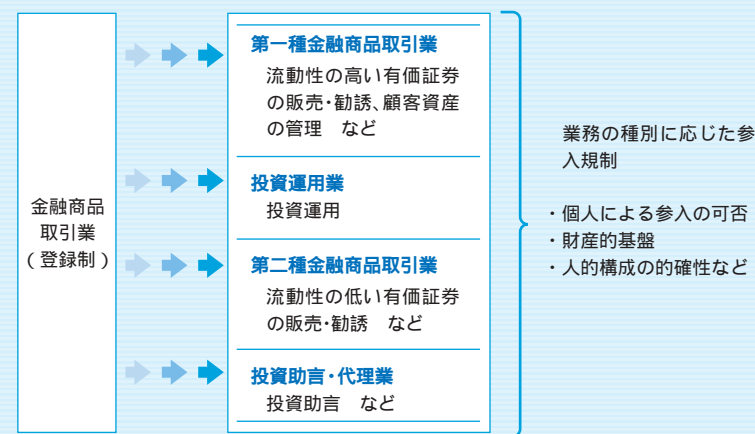 金融商品
取引業
(登録制)
第一種金融商品取引業
流動性の高い有価証券
の販売・勧誘、顧客資産
の管理　など
投資運用業
投資運用
第二種金融商品取引業
流動性の低い有価証券
の販売・勧誘　など
投資助言・代理業
投資助言　など
業務の種別に応じた参
入規制
・個人による参入の可否
・財産的基盤
・人的構成の的確性など